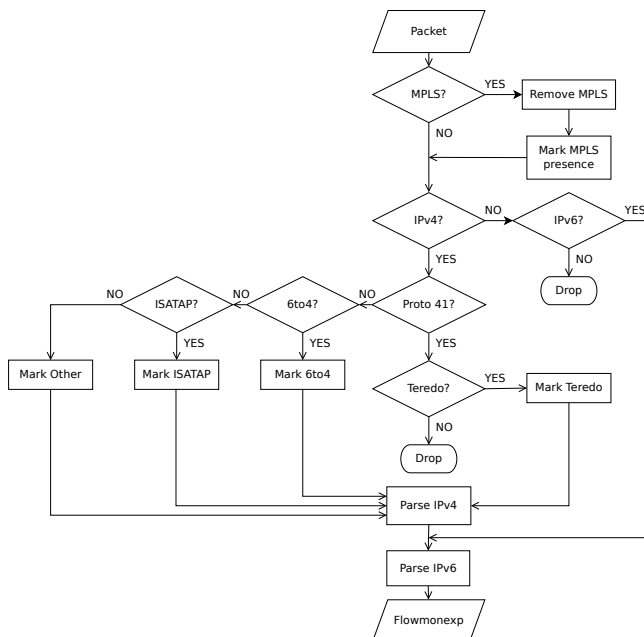 Packet
MPLS?
YES
Remove MPLS
NO
Mark MPLS
presence
IPv4?
NO
IPv6?
YES
YES
NO
Drop
NO
ISATAP?
NO
6to4?
NO
Proto 41?
YES
YES
YES
Mark Other
Mark ISATAP
Mark 6to4
Teredo?
YES
Mark Teredo
NO
Drop
Parse IPv4
Parse IPv6
Flowmonexp